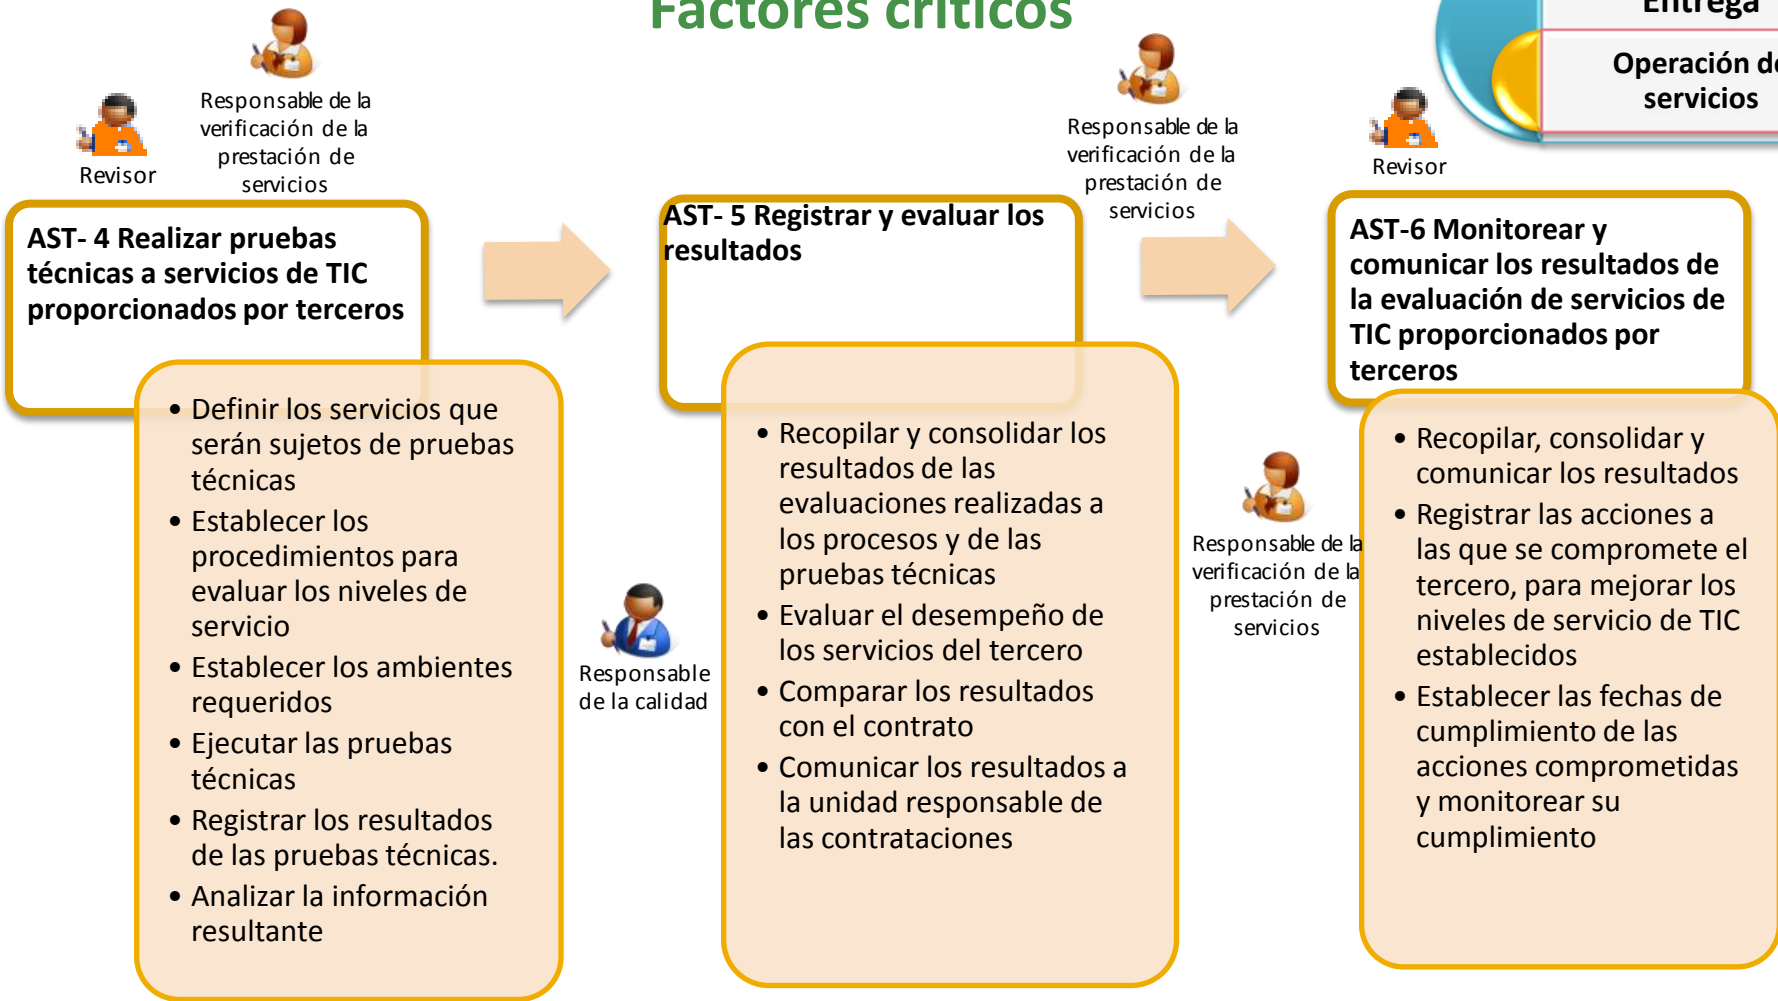 Factores críticos
Entrega
Operación de
servicios
Revisor
Responsable de la
verificación de la
prestación de
servicios
AST- 4 Realizar pruebas
técnicas a servicios de TIC
proporcionados por terceros
• Definir los servicios que
serán sujetos de pruebas
técnicas
• Establecer los
procedimientos para
evaluar los niveles de
servicio
• Establecer los ambientes
requeridos
• Ejecutar las pruebas
técnicas
• Registrar los resultados
de las pruebas técnicas.
• Analizar la información
resultante
Responsable
de la calidad
Responsable de la
verificación de la
prestación de
servicios
AST- 5 Registrar y evaluar los
resultados
• Recopilar y consolidar los
resultados de las
evaluaciones realizadas a
los procesos y de las
pruebas técnicas
• Evaluar el desempeño de
los servicios del tercero
• Comparar los resultados
con el contrato
• Comunicar los resultados a
la unidad responsable de
las contrataciones
Responsable de la
verificación de la
prestación de
servicios
Revisor
AST-6 Monitorear y
comunicar los resultados de
la evaluación de servicios de
TIC proporcionados por
terceros
• Recopilar, consolidar y
comunicar los resultados
• Registrar las acciones a
las que se compromete el
tercero, para mejorar los
niveles de servicio de TIC
establecidos
• Establecer las fechas de
cumplimiento de las
acciones comprometidas
y monitorear su
cumplimiento